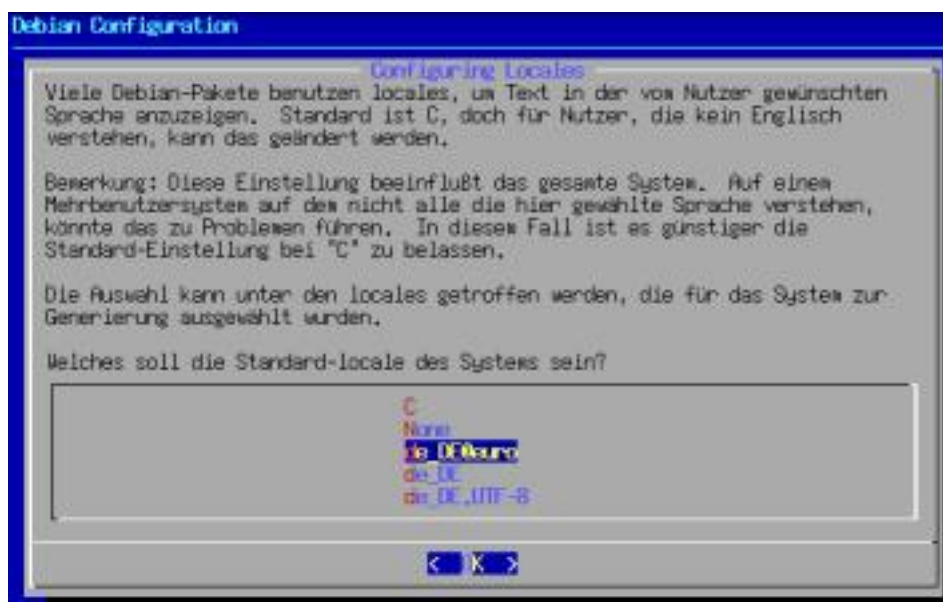 Debian Configuration
Configuring Locales
Viele Debian-Pakete benutzen locales, um Text in der vom Nutzer gewünschten
Sprache anzuzeigen. Standard ist C, doch für Nutzer, die kein Englisch
verstehen, kann das geändert werden.
Bemerkung: Diese Einstellung beeinflußt das gesamte System. Auf einem
Mehrbenutzersystem auf dem nicht alle die hier gewählte Sprache verstehen,
könnte das zu Problemen führen. In diesem Fall ist es günstiger die
Standard-Einstellung bei "C" zu belassen.
Die Auswahl kann unter den locales getroffen werden, die für das System zur
Generierung ausgewählt wurden.
Welches soll die Standard-locale des Systems sein?
C
None
de_DE@euro
de_DE
de_DE.UTF-8
< OK >